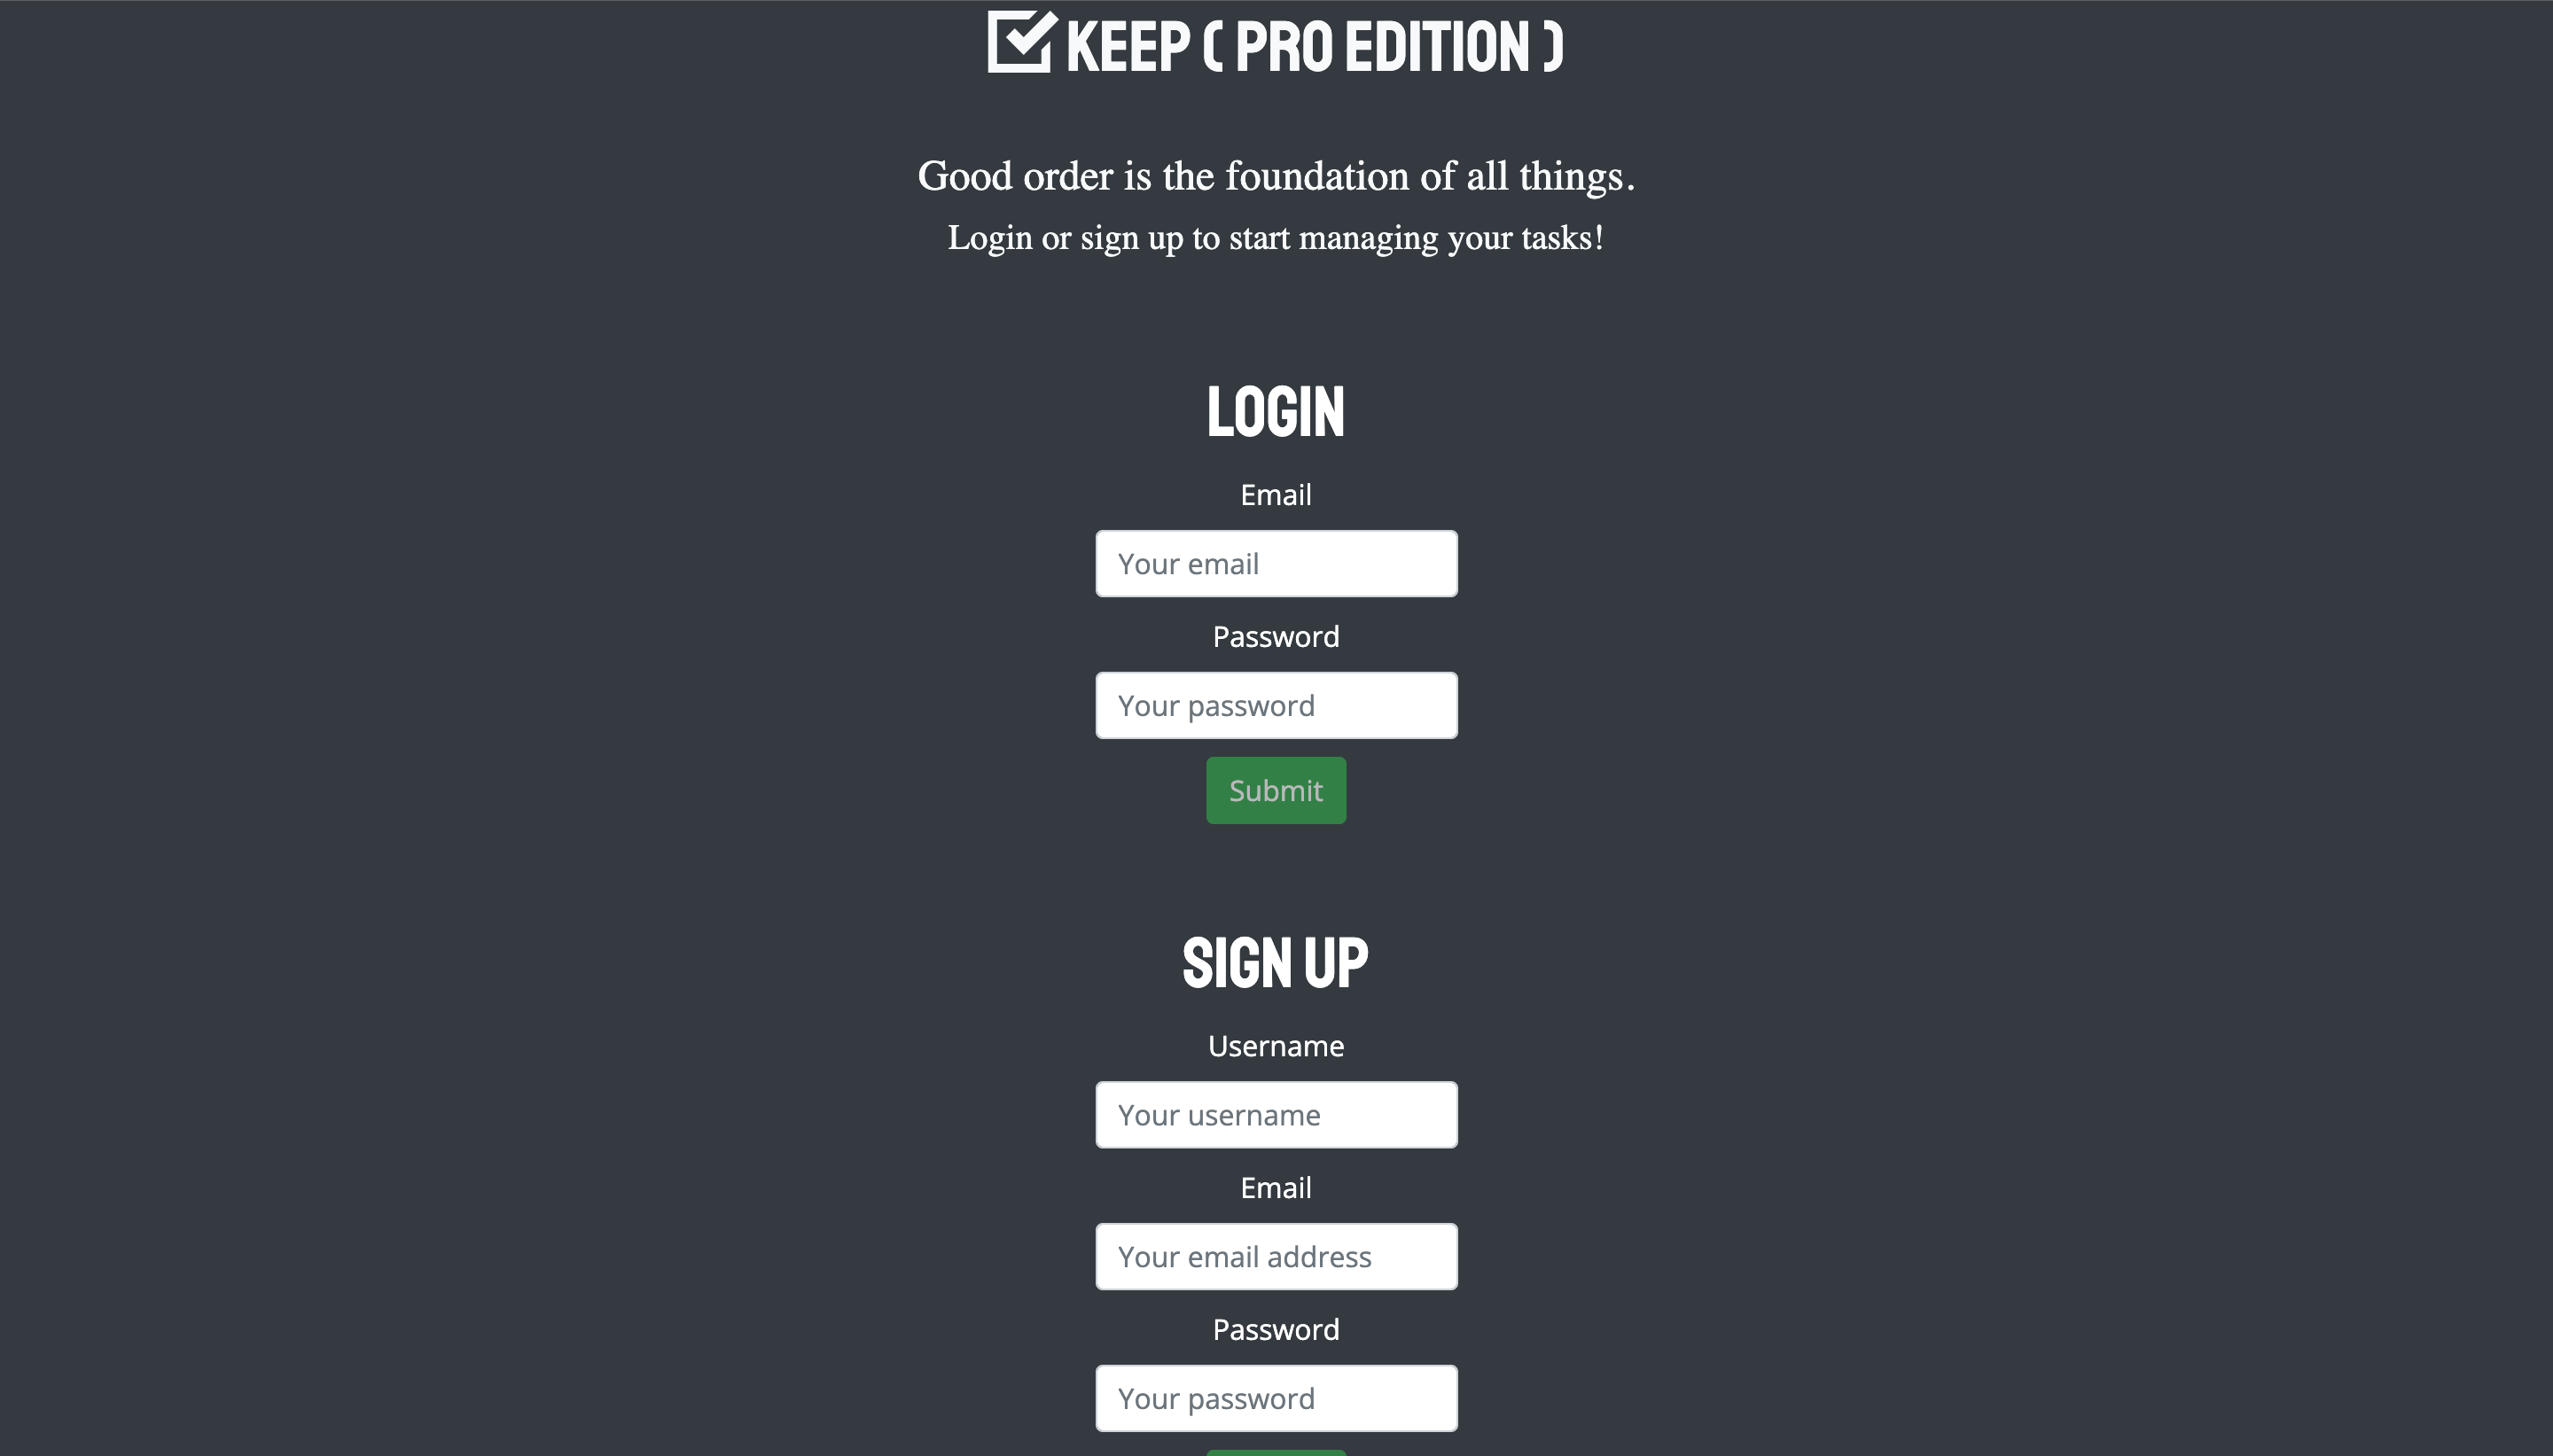 KEEP ( PRO EDITION )
Good order is the foundation of all things.
Login or sign up to start managing your tasks!
LOGIN
Email
Your email
Password
Your password
Submit
SIGN UP
Username
Your username
Email
Your email address
Password
Your password